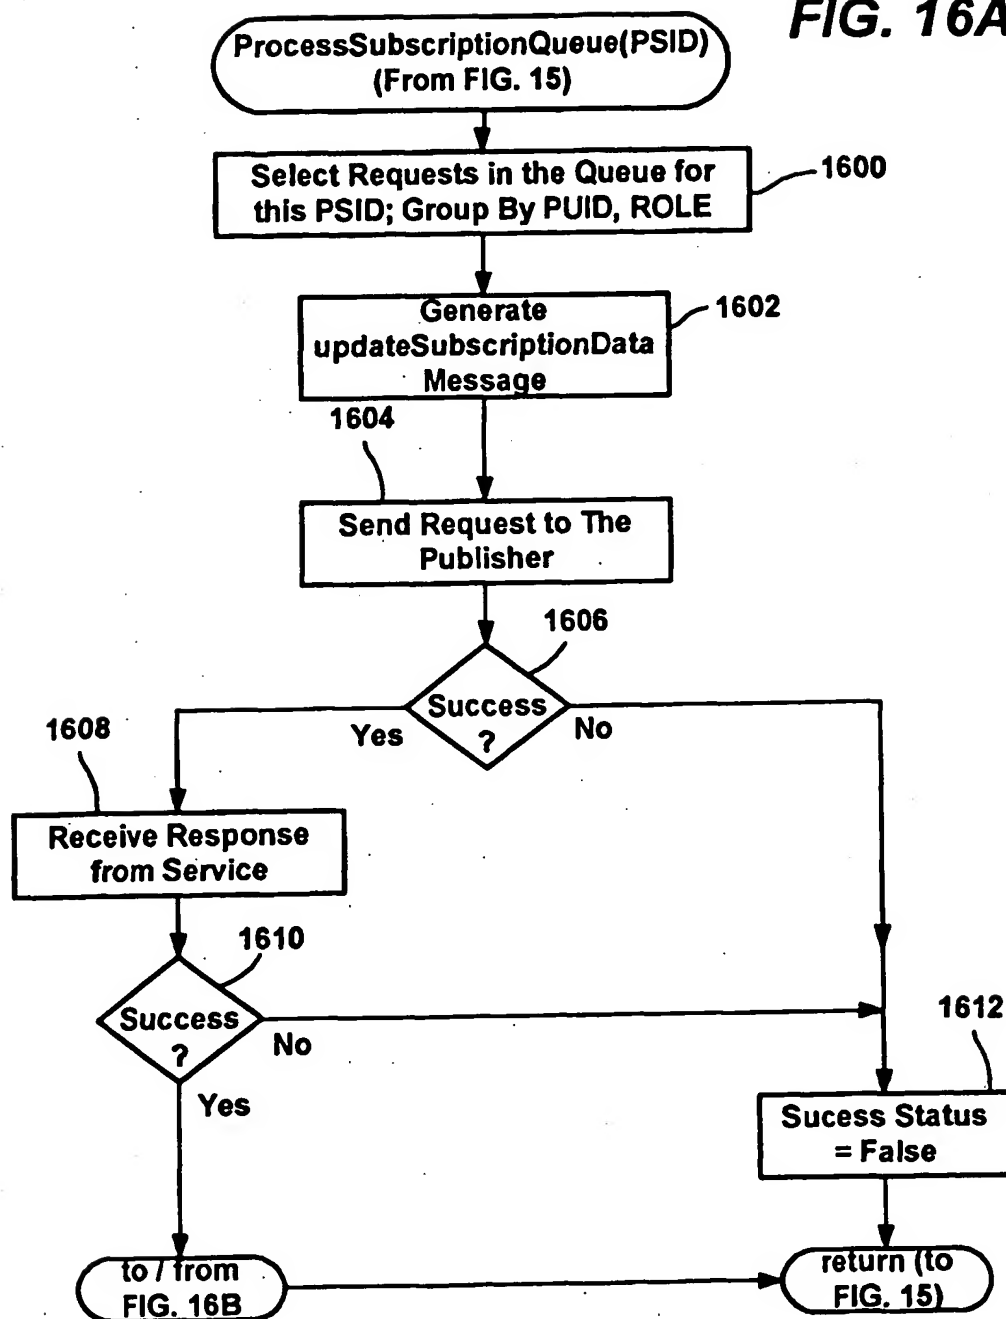 FIG. 16A
ProcessSubscriptionQueue(PSID)
(From FIG. 15)
Select Requests in the Queue for
this PSID; Group By PUID, ROLE
1600
Generate
updateSubscriptionData
Message
1602
1604
Send Request to The
Publisher
1606
Success
?
Yes
No
1608
Receive Response
from Service
1610
Success
?
No
Yes
1612
Sucess Status
= False
to / from
FIG. 16B
return (to
FIG. 15)